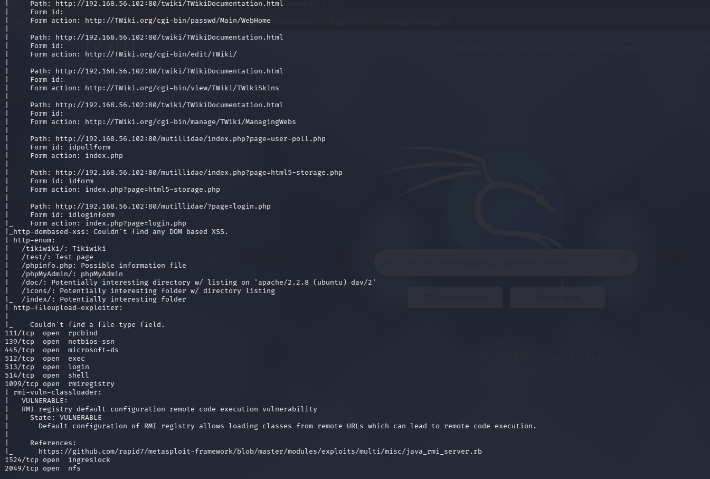 |     Path: http://192.168.56.102:80/twiki/TWikiDocumentation.html
|     Form id:
|     Form action: http://TWiki.org/cgi-bin/passwd/Main/WebHome
|
|     Path: http://192.168.56.102:80/twiki/TWikiDocumentation.html
|     Form id:
|     Form action: http://TWiki.org/cgi-bin/edit/TWiki/
|
|     Path: http://192.168.56.102:80/twiki/TWikiDocumentation.html
|     Form id:
|     Form action: http://TWiki.org/cgi-bin/view/TWiki/TWikiSkins
|
|     Path: http://192.168.56.102:80/twiki/TWikiDocumentation.html
|     Form id:
|     Form action: http://TWiki.org/cgi-bin/manage/TWiki/ManagingWebs
|
|     Path: http://192.168.56.102:80/mutillidae/index.php?page=user-poll.php
|     Form id: idpollform
|     Form action: index.php
|
|     Path: http://192.168.56.102:80/mutillidae/index.php?page=html5-storage.php
|     Form id: idform
|     Form action: index.php?page=html5-storage.php
|
|     Path: http://192.168.56.102:80/mutillidae/?page=login.php
|     Form id: idloginform
|_    Form action: index.php?page=login.php
|_http-dombased-xss: Couldn't find any DOM based XSS.
| http-enum:
|   /tikiwiki/: Tikiwiki
|   /test/: Test page
|   /phpinfo.php: Possible information file
|   /phpMyAdmin/: phpMyAdmin
|   /doc/: Potentially interesting directory w/ listing on 'apache/2.2.8 (ubuntu) dav/2'
|   /icons/: Potentially interesting folder w/ directory listing
|_  /index/: Potentially interesting folder
| http-fileupload-exploiter:
|
|_    Couldn't find a file-type field.
111/tcp  open  rpcbind
139/tcp  open  netbios-ssn
445/tcp  open  microsoft-ds
512/tcp  open  exec
513/tcp  open  login
514/tcp  open  shell
1099/tcp open  rmiregistry
| rmi-vuln-classloader:
|   VULNERABLE:
|   RMI registry default configuration remote code execution vulnerability
|     State: VULNERABLE
|       Default configuration of RMI registry allows loading classes from remote URLs which can lead to remote code execution.
|
|     References:
|_      https://github.com/rapid7/metasploit-framework/blob/master/modules/exploits/multi/misc/java_rmi_server.rb
1524/tcp open  ingreslock
2049/tcp open  nfs